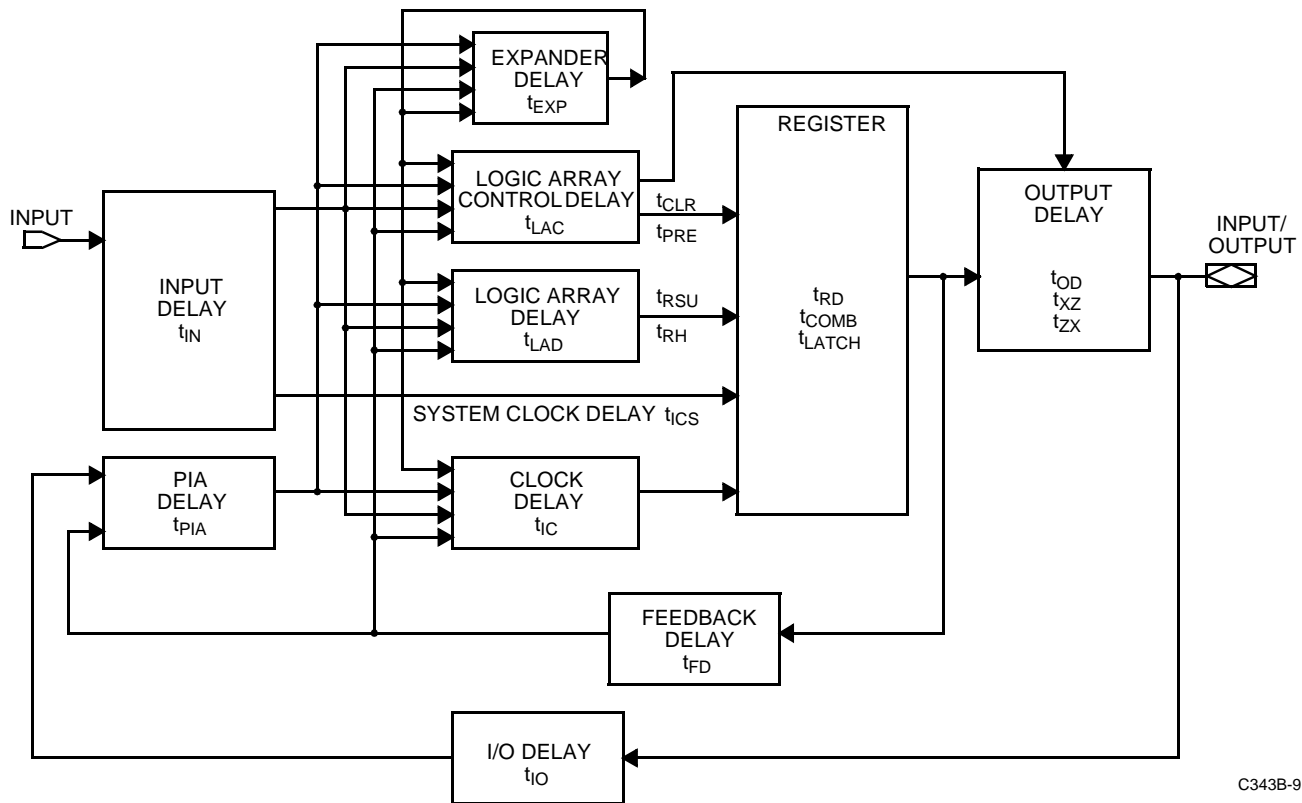 EXPANDER
DELAY
tEXP
REGISTER
LOGIC ARRAY
CONTROLDELAY
tLAC
tCLR
tPRE
OUTPUT
DELAY
tOD
tXZ
tZX
INPUT
INPUT/
OUTPUT
INPUT
DELAY
tIN
LOGIC ARRAY
DELAY
tLAD
tRSU
tRH
tRD
tCOMB
tLATCH
SYSTEM CLOCK DELAY tICS
PIA
DELAY
tPIA
CLOCK
DELAY
tIC
FEEDBACK
DELAY
tFD
I/O DELAY
tIO
C343B-9